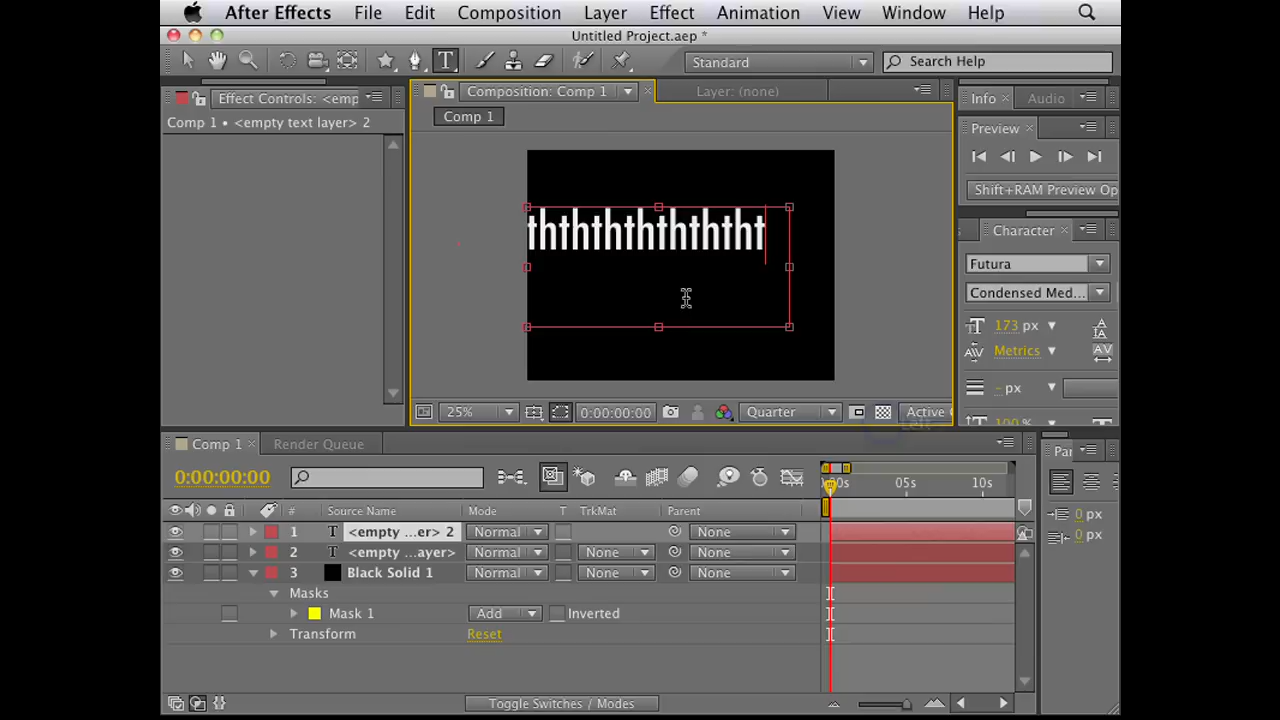 After Effects File Edit Composition Layer Effect Animation View Window Help
Untitled Project.aep *
T Standard Search Help
Effect Controls: <emp
Composition: Comp 1
Layer: (none)
Info Audio
Comp 1 • <empty text layer> 2
Comp 1
Preview
Shift+RAM Preview Op
thththththththt
Character
Futura
Condensed Med...
173 px
Metrics
- px
100 %
25% 0:00:00:00 Quarter Active C
Comp 1 Render Queue
Par
0:00:00:00
00s 05s 10s
# Source Name Mode T TrkMat Parent
1 T <empty ...er> 2 Normal None
2 T <empty ...ayer> Normal None None
3 Black Solid 1 Normal None None
Masks
Mask 1 Add Inverted
Transform Reset
0 px
0 px
Toggle Switches / Modes